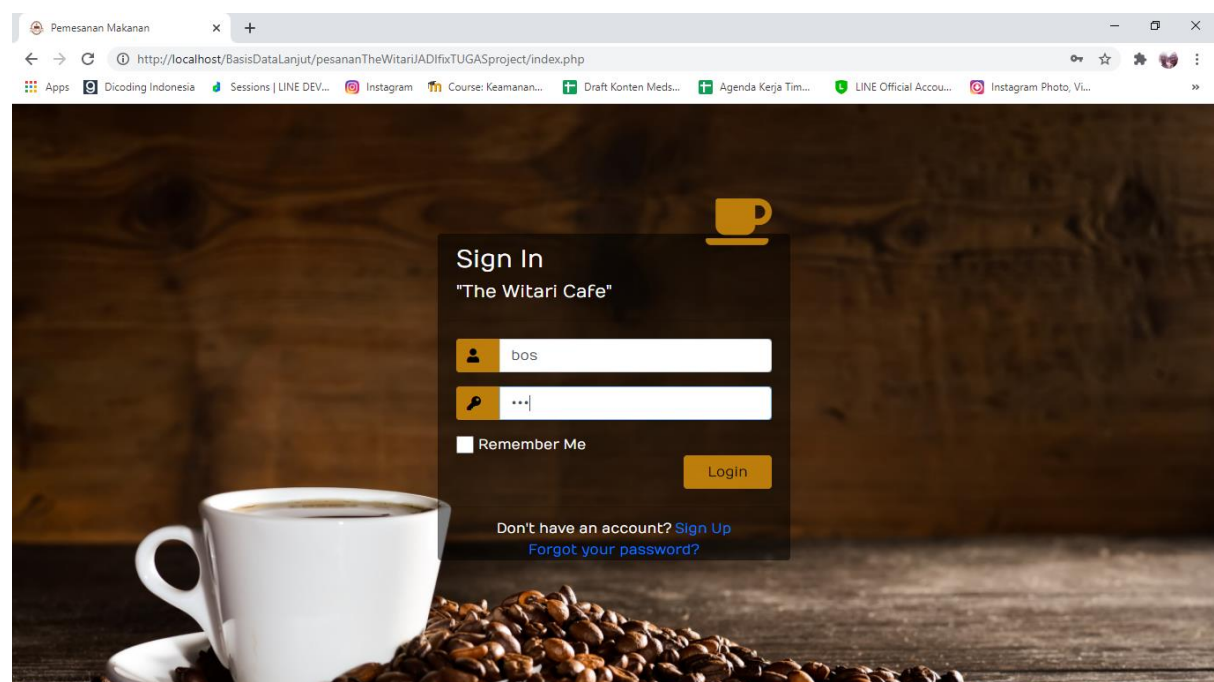 Pemesanan Makanan
http://localhost/BasisDataLanjut/pesananTheWitariJADIfixTUGASproject/index.php
Apps Dicoding Indonesia Sessions | LINE DEV... Instagram Course: Keamanan... Draft Konten Meds... Agenda Kerja Tim... LINE Official Accou... Instagram Photo, Vi... »
Sign In
"The Witari Cafe"
bos
•••
Remember Me
Login
Don't have an account? Sign Up
Forgot your password?